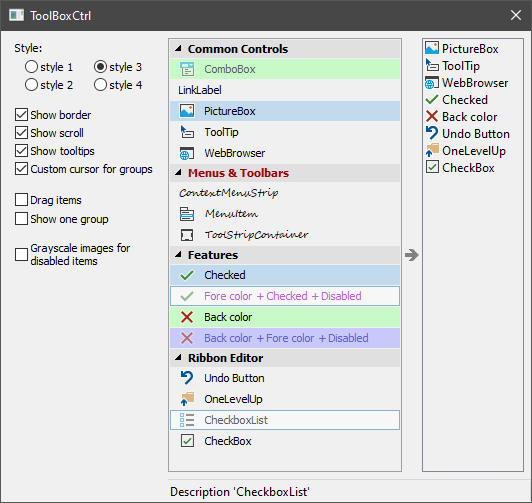 ToolBoxCtrl
Style:
style 1
style 3
style 2
style 4
Show border
Show scroll
Show tooltips
Custom cursor for groups
Drag items
Show one group
Grayscale images for
disabled items
Common Controls
ComboBox
LinkLabel
PictureBox
ToolTip
WebBrowser
Menus & Toolbars
ContextMenuStrip
MenuItem
ToolStripContainer
Features
Checked
Fore color + Checked + Disabled
Back color
Back color + Fore color + Disabled
Ribbon Editor
Undo Button
OneLevelUp
CheckboxList
CheckBox
PictureBox
ToolTip
WebBrowser
Checked
Back color
Undo Button
OneLevelUp
CheckBox
Description 'CheckboxList'